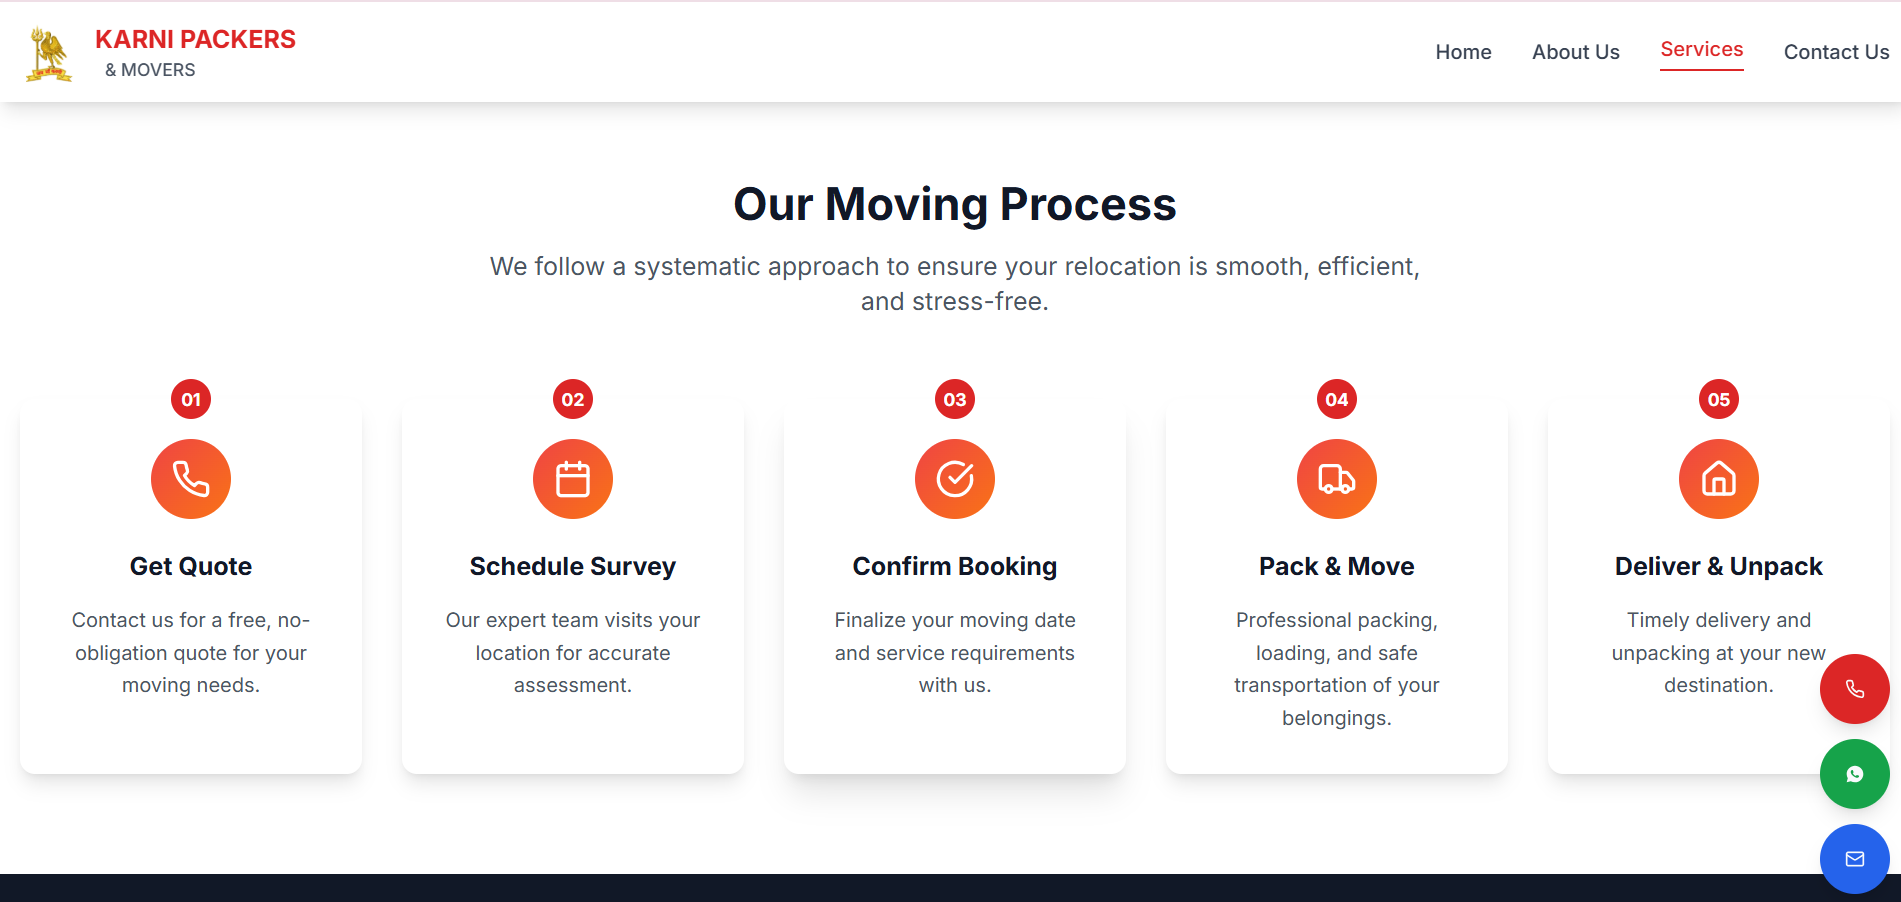 KARNI PACKERS
& MOVERS
Home
About Us
Services
Contact Us
Our Moving Process
We follow a systematic approach to ensure your relocation is smooth, efficient,
and stress-free.
01
Get Quote
Contact us for a free, no-
obligation quote for your
moving needs.
02
Schedule Survey
Our expert team visits your
location for accurate
assessment.
03
Confirm Booking
Finalize your moving date
and service requirements
with us.
04
Pack & Move
Professional packing,
loading, and safe
transportation of your
belongings.
05
Deliver & Unpack
Timely delivery and
unpacking at your new
destination.